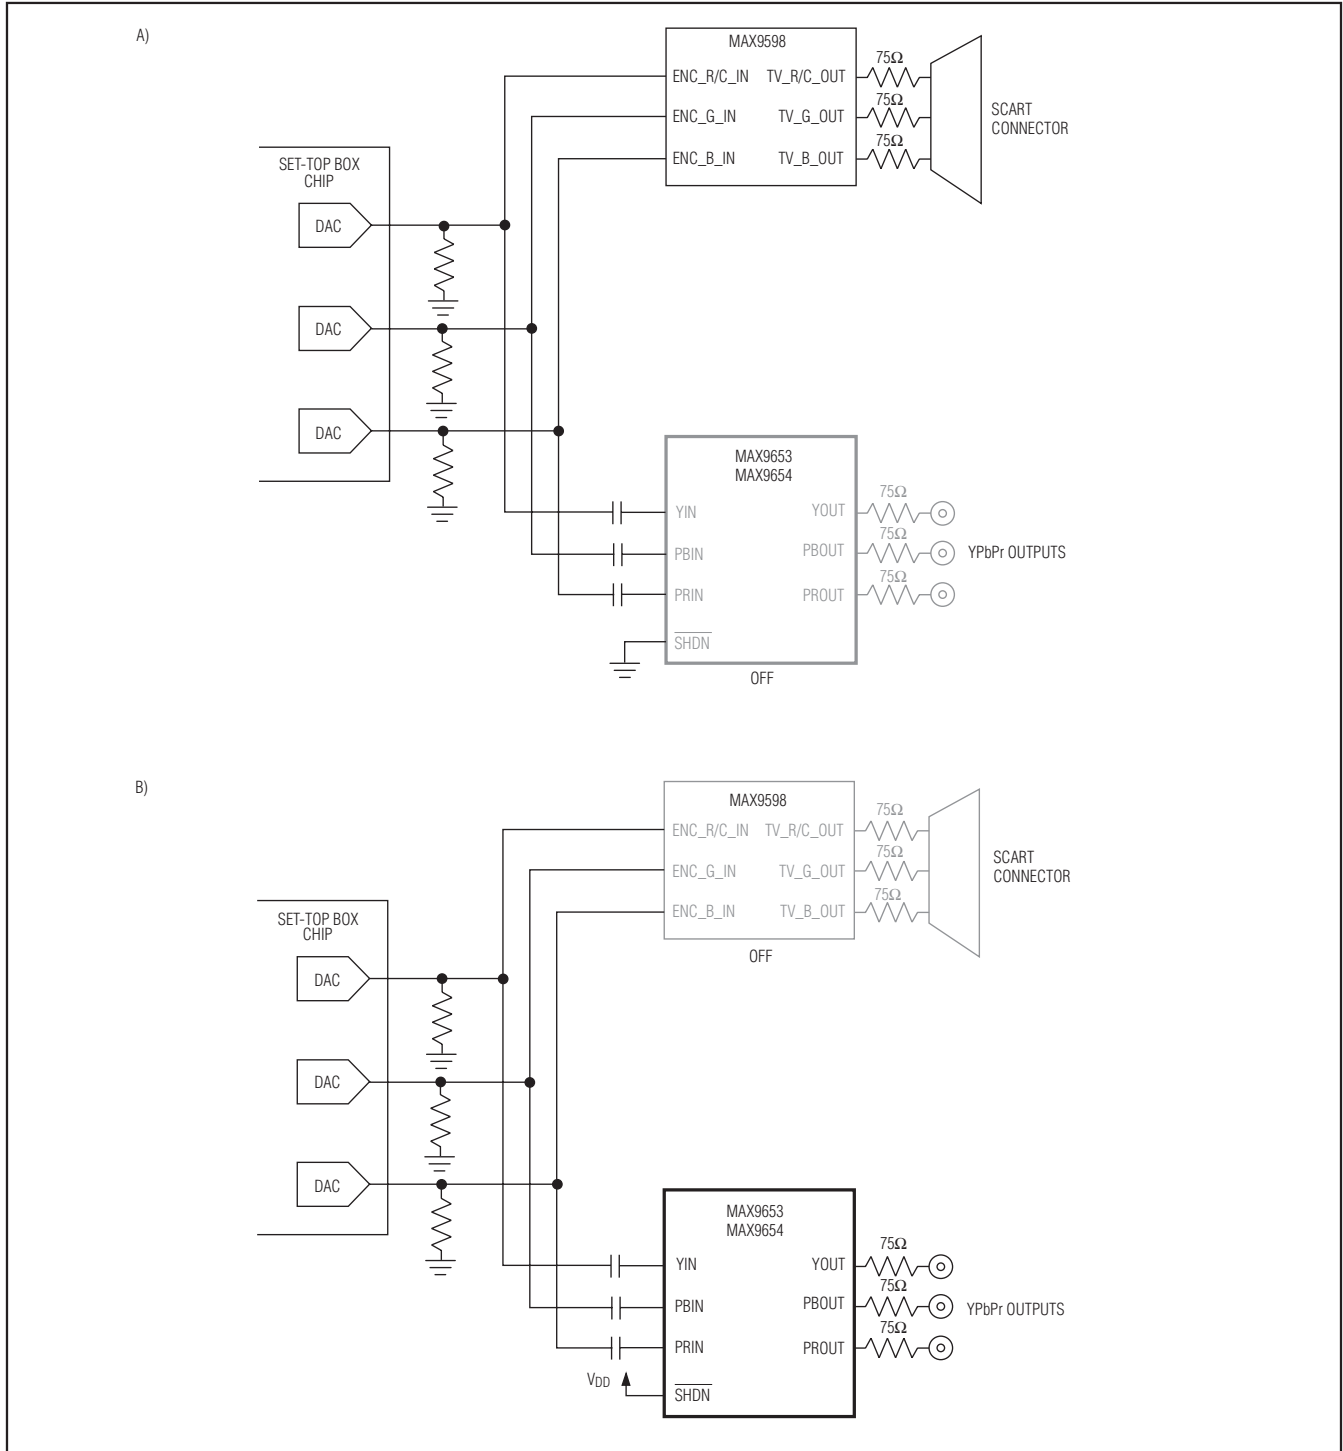 A)
MAX9598
ENC_R/C_IN TV_R/C_OUT
75Ω
ENC_G_IN TV_G_OUT
75Ω
ENC_B_IN TV_B_OUT
75Ω
SCART
CONNECTOR
SET-TOP BOX
CHIP
DAC
DAC
DAC
MAX9653
MAX9654
YIN YOUT
75Ω
PBIN PBOUT
75Ω
YPbPr OUTPUTS
PRIN PROUT
75Ω
SHDN
OFF
B)
MAX9598
ENC_R/C_IN TV_R/C_OUT
75Ω
ENC_G_IN TV_G_OUT
75Ω
ENC_B_IN TV_B_OUT
75Ω
SCART
CONNECTOR
OFF
SET-TOP BOX
CHIP
DAC
DAC
DAC
MAX9653
MAX9654
YIN YOUT
75Ω
PBIN PBOUT
75Ω
YPbPr OUTPUTS
PRIN PROUT
75Ω
VDD
SHDN